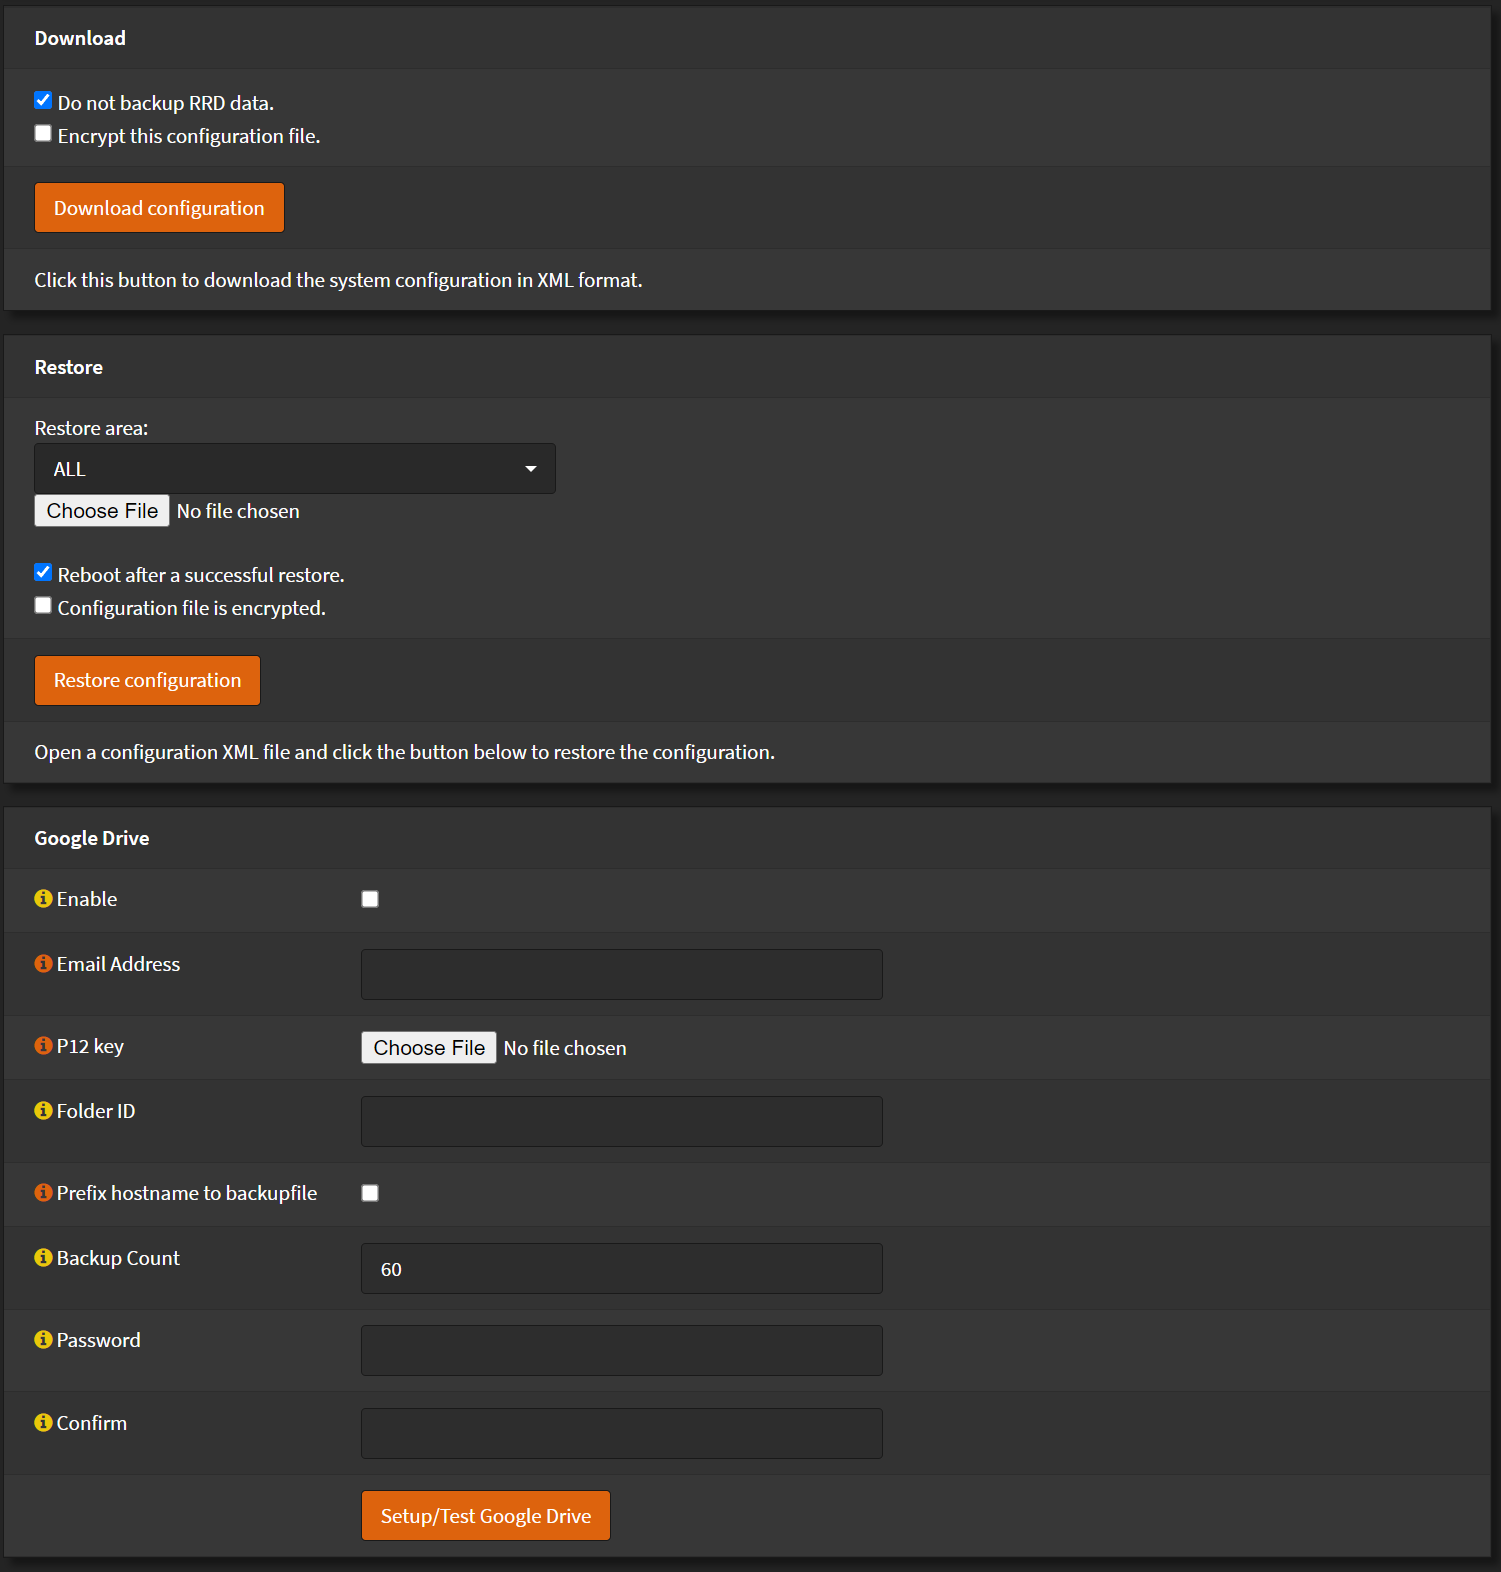 Download
Do not backup RRD data.
Encrypt this configuration file.
Download configuration
Click this button to download the system configuration in XML format.
Restore
Restore area:
ALL
Choose File No file chosen
Reboot after a successful restore.
Configuration file is encrypted.
Restore configuration
Open a configuration XML file and click the button below to restore the configuration.
Google Drive
Enable
Email Address
P12 key Choose File No file chosen
Folder ID
Prefix hostname to backupfile
Backup Count 60
Password
Confirm
Setup/Test Google Drive